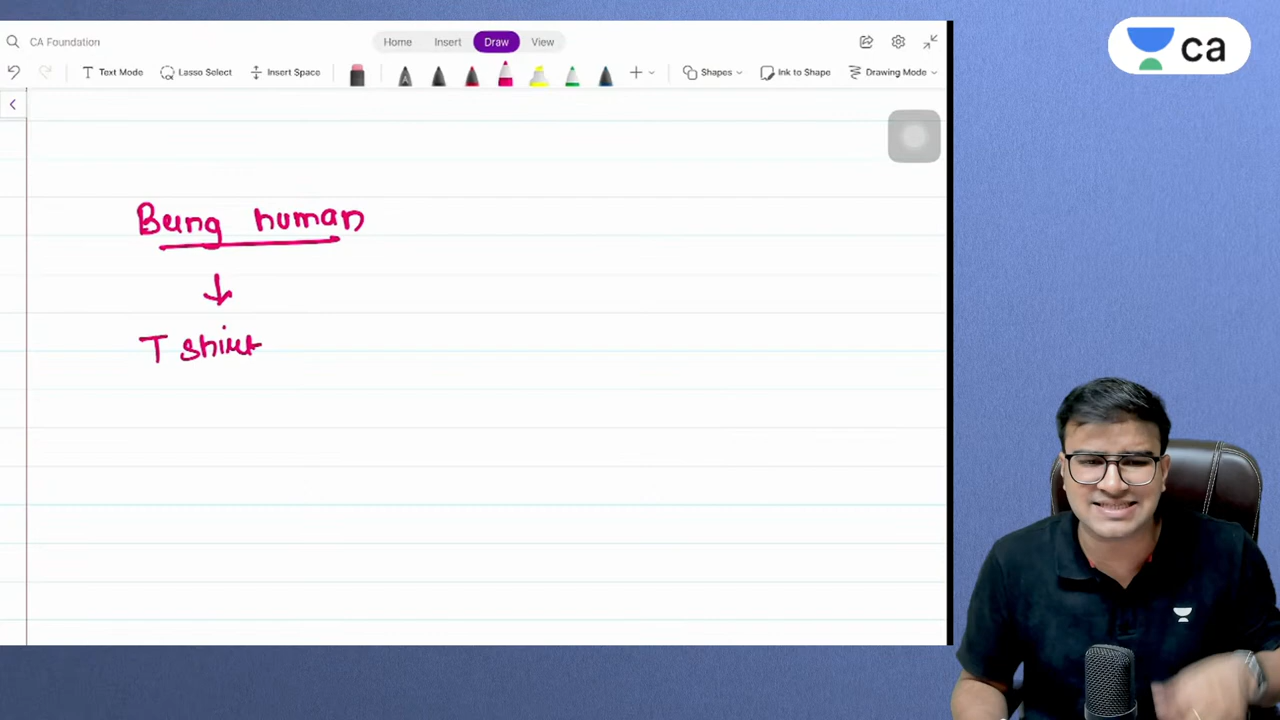 CA Foundation
Home Insert Draw View
ca
Text Mode Lasso Select Insert Space Shapes Ink to Shape Drawing Mode
Being human
T shirt